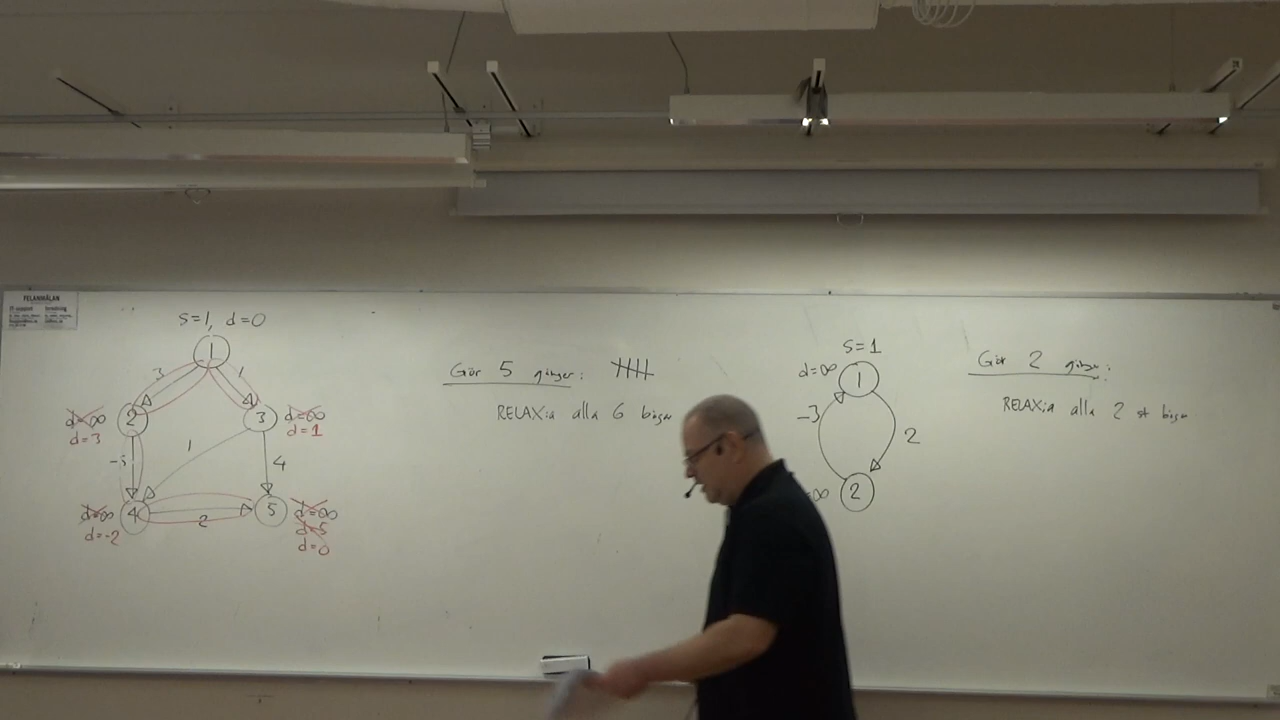 FELANMÄLAN
S=1, d=0
1
3
1
2
d=∞
d=3
3
d=∞
d=1
-5
1
4
4
d=∞
d=-2
2
5
d=∞
d=5
d=0
Gör 5 gånger:
RELAX:a alla 6 bågar
S=1
d=∞
1
-3
2
2
∞
Gör 2 gånger:
RELAX:a alla 2 st bågar